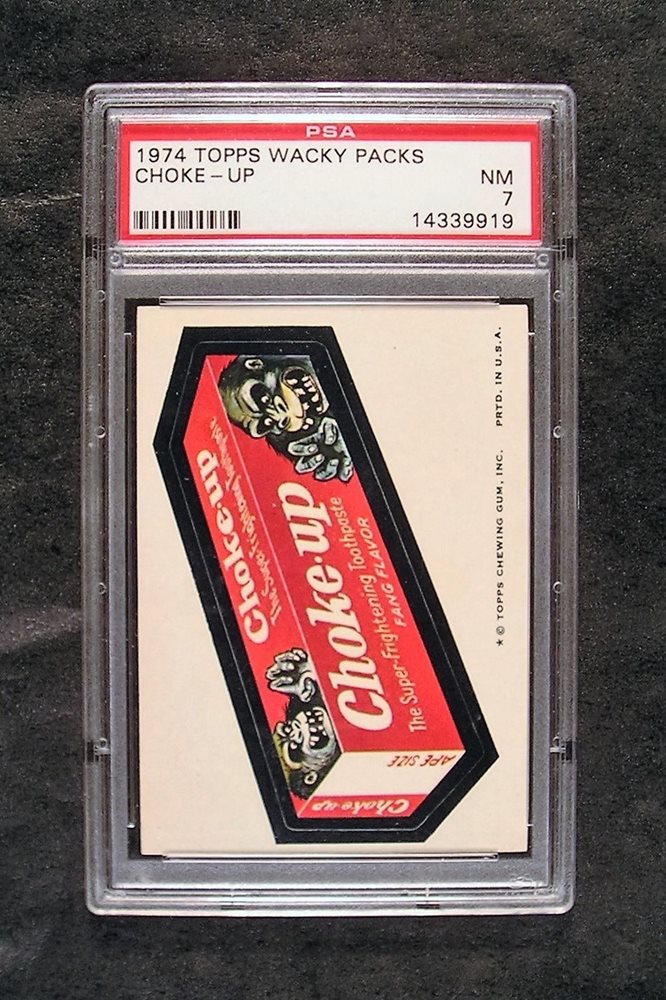 PSA
1974 TOPPS WACKY PACKS
CHOKE-UP
NM
7
14339919
Choke-up
The Super-Frightening Toothpaste
Choke-up
The Super-Frightening Toothpaste
FANG FLAVOR
APE SIZE
Choke-up
★ © TOPPS CHEWING GUM, INC. PRTD. IN U.S.A.